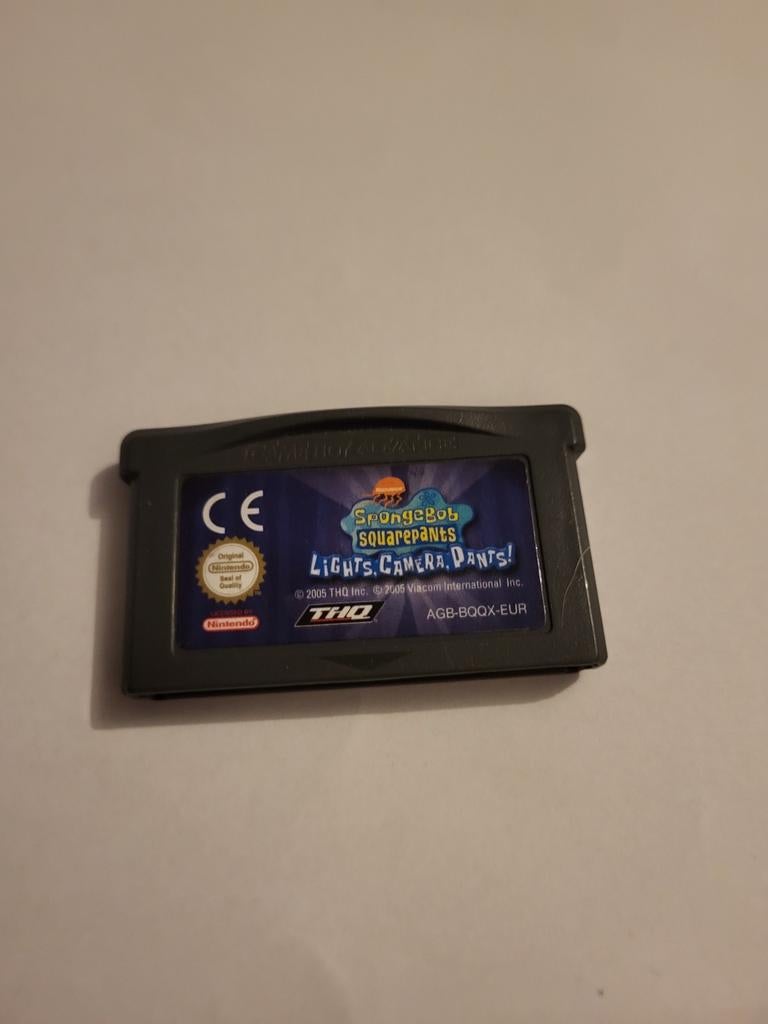 GAME BOY ADVANCE
CE
nickelodeon
SpongeBob
squarepants
LiGHTS, CAMERA, PANTS!
Original
Nintendo
Seal of
Quality
LICENSED BY
Nintendo
© 2005 THQ Inc. © 2005 Viacom International Inc.
THQ
AGB-BQQX-EUR